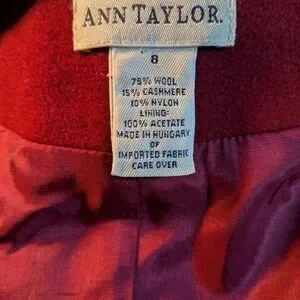 ANN TAYLOR.
8
75% WOOL
15% CASHMERE
10% NYLON
LINING:
100% ACETATE
MADE IN HUNGARY
OF
IMPORTED FABRIC
CARE OVER